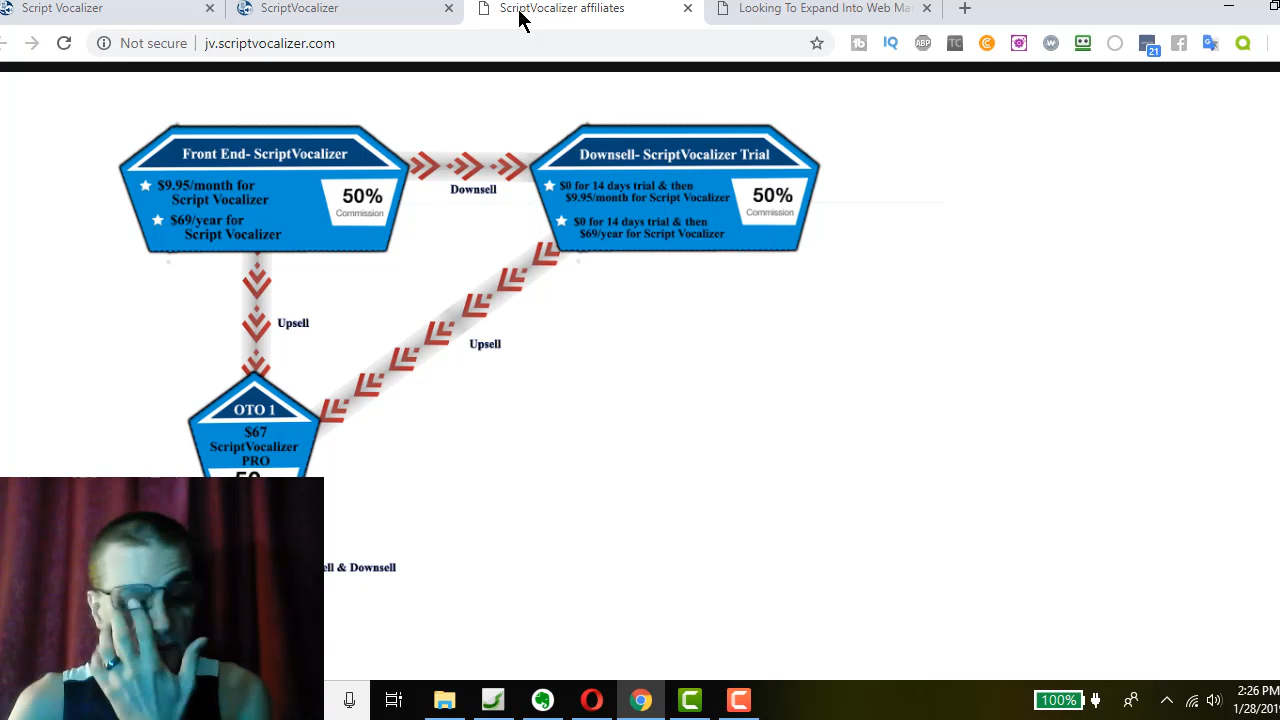 Script Vocalizer
ScriptVocalizer
ScriptVocalizer affiliates
Looking To Expand Into Web Ma
Not secure
jv.scriptvocalizer.com
ABP
TC
21
Front End- ScriptVocalizer
$9.95/month for
Script Vocalizer
$69/year for
Script Vocalizer
50%
Commission
Downsell
Downsell- ScriptVocalizer Trial
$0 for 14 days trial & then
$9.95/month for Script Vocalizer
$0 for 14 days trial & then
$69/year for Script Vocalizer
50%
Commission
Upsell
Upsell
OTO 1
$67
ScriptVocalizer
PRO
ell & Downsell
100%
2:26 PM
1/28/201